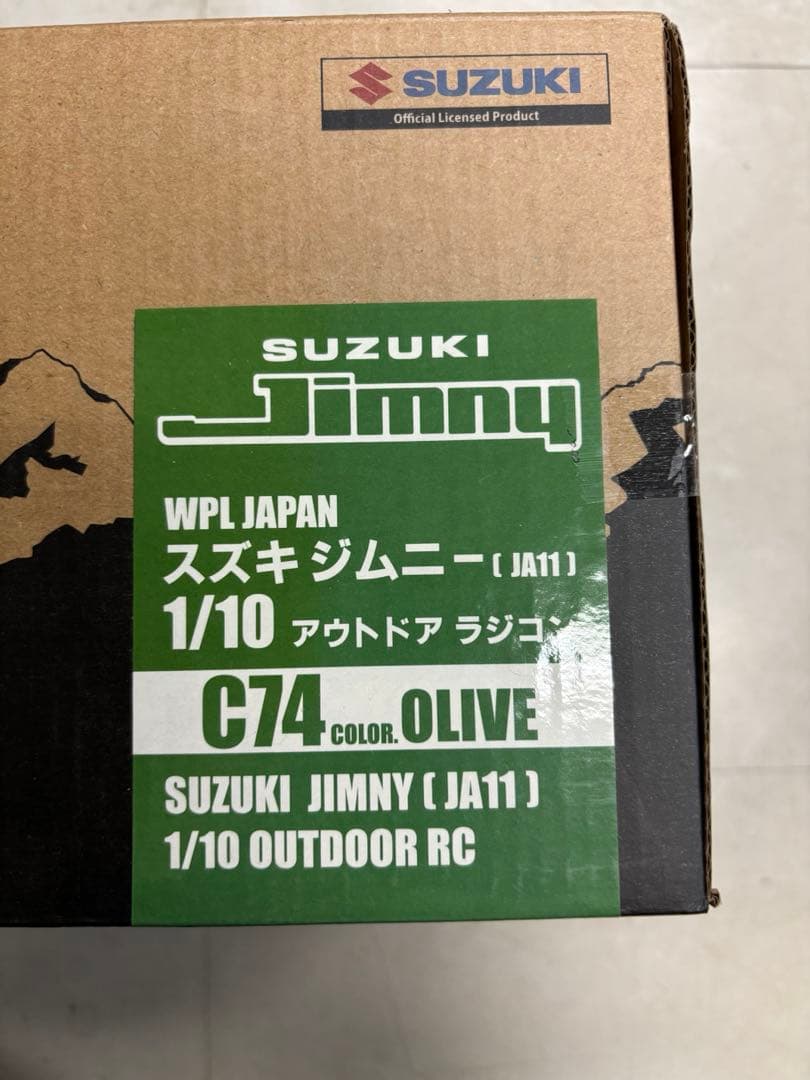 SUZUKI
Official Licensed Product
SUZUKI
Jimny
WPL JAPAN
スズキ ジムニー ( JA11 )
1/10 アウトドア ラジコン
C74 COLOR. OLIVE
SUZUKI JIMNY ( JA11 )
1/10 OUTDOOR RC